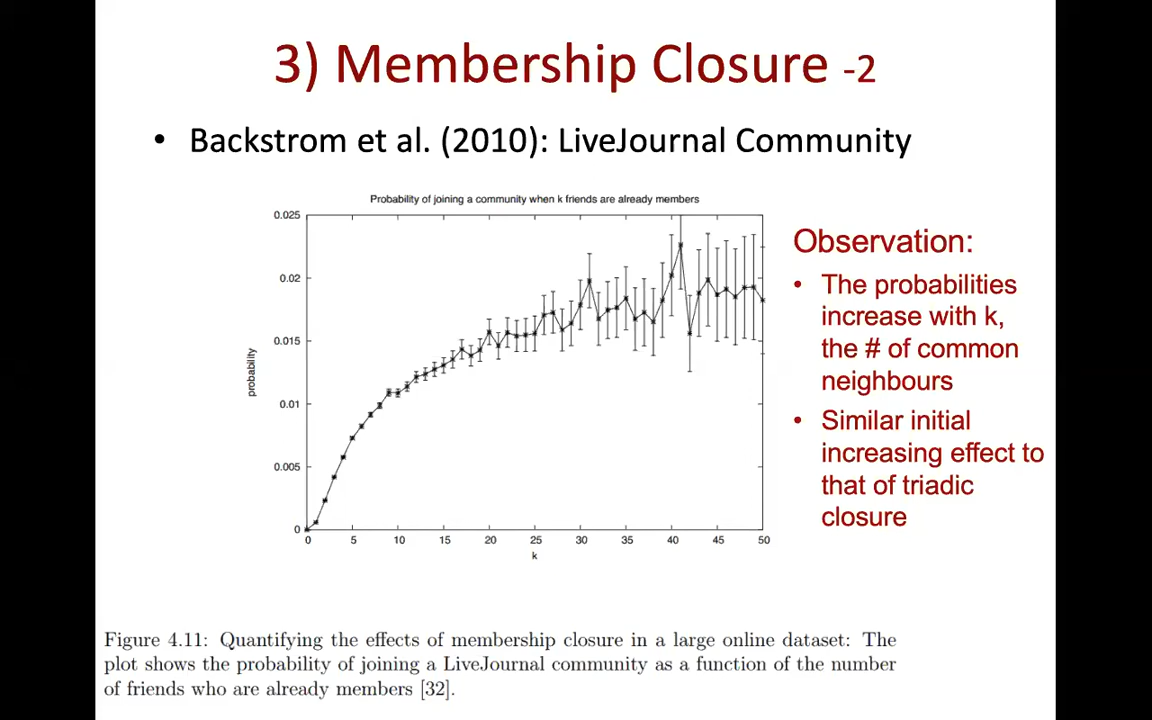 3) Membership Closure -2
• Backstrom et al. (2010): LiveJournal Community
Probability of joining a community when k friends are already members
0.025
0.02
0.015
0.01
0.005
0
probability
0 5 10 15 20 25 30 35 40 45 50
k
Observation:
• The probabilities
increase with k,
the # of common
neighbours
• Similar initial
increasing effect to
that of triadic
closure
Figure 4.11: Quantifying the effects of membership closure in a large online dataset: The
plot shows the probability of joining a LiveJournal community as a function of the number
of friends who are already members [32].